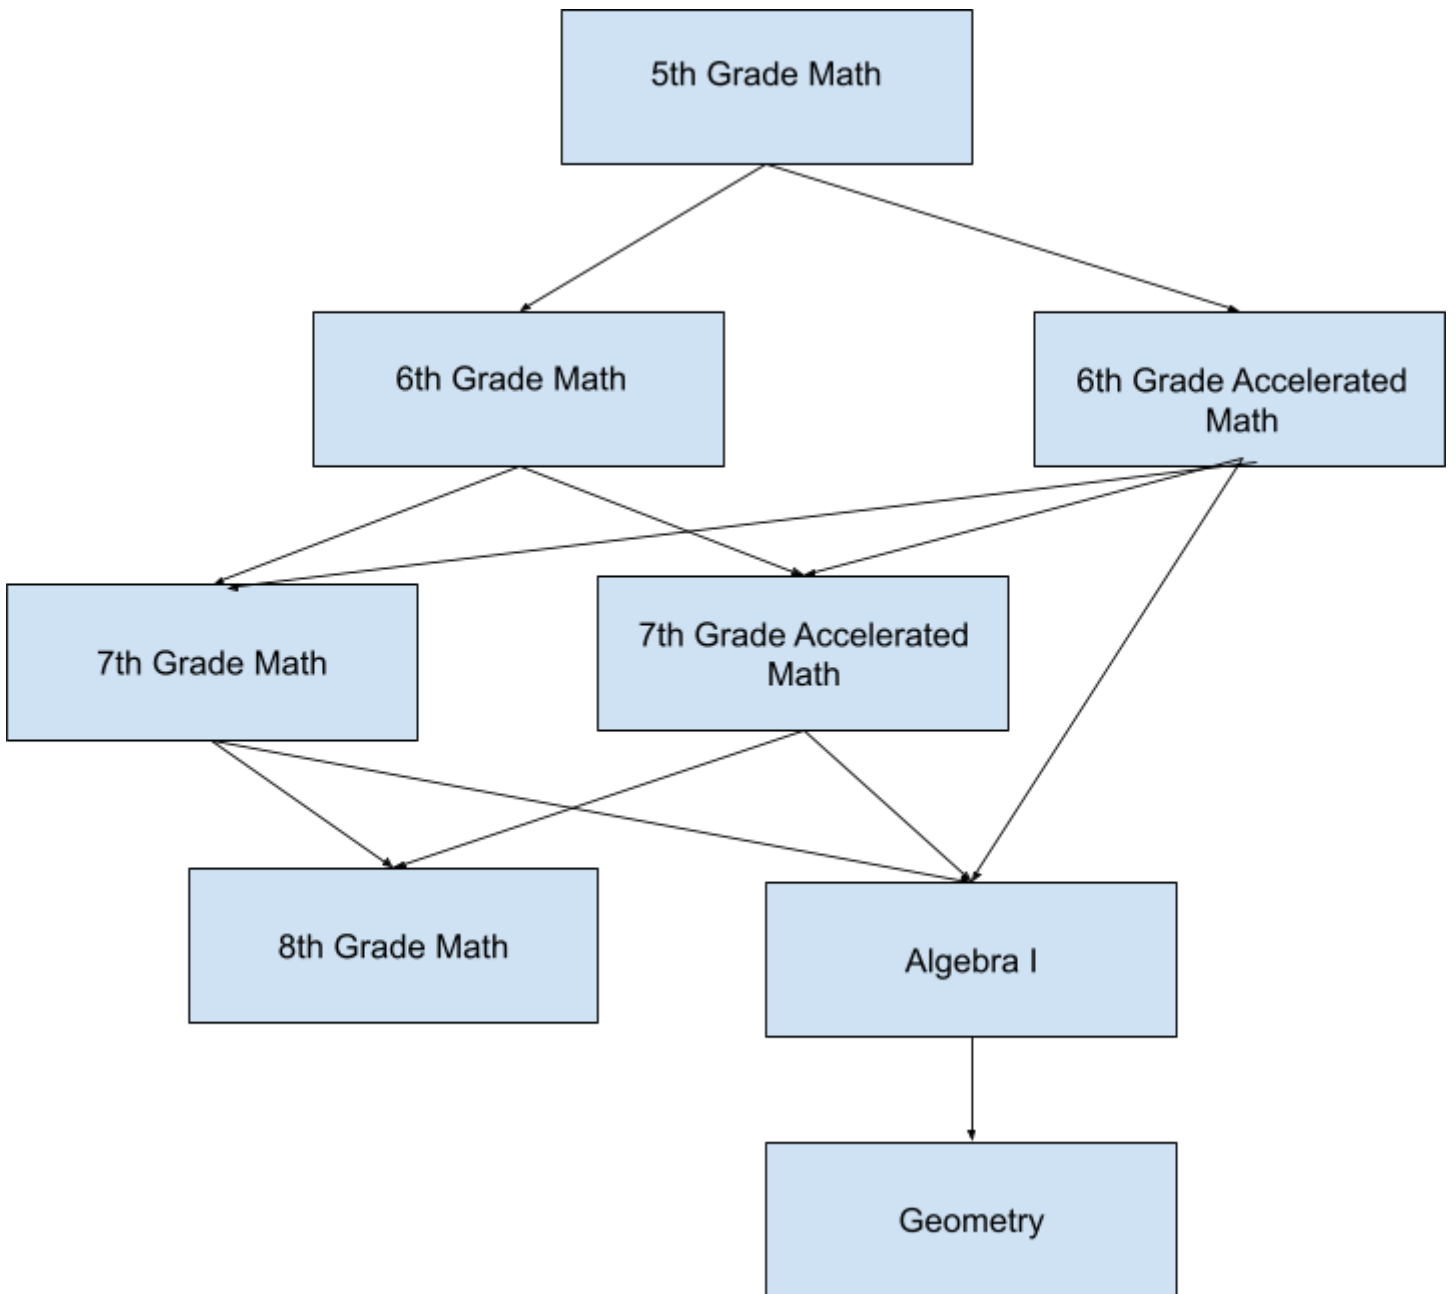 5th Grade Math
6th Grade Math
6th Grade Accelerated
Math
7th Grade Math
7th Grade Accelerated
Math
8th Grade Math
Algebra I
Geometry